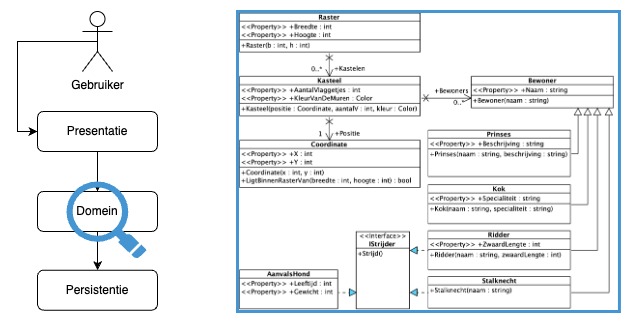 Gebruiker
Presentatie
Domein
Persistentie
Raster
<<Property>> +Breedte : int
<<Property>> +Hoogte : int
+Raster(b : int, h : int)
0..*
+Kastelen
Kasteel
<<Property>> +AantalVlaggetjes : int
<<Property>> +KleurVanDeMuren : Color
+Kasteel(positie : Coordinate, aantalV : int, kleur : Color)
+Bewoners
0..*
Bewoner
<<Property>> +Naam : string
+Bewoner(naam : string)
1
+Positie
Coordinate
<<Property>> +X : int
<<Property>> +Y : int
+Coordinate(x : int, y : int)
+LigtBinnenRasterVan(breedte : int, hoogte : int) : bool
Prinses
<<Property>> +Beschrijving : string
+Prinses(naam : string, beschrijving : string)
Kok
<<Property>> +Specialiteit : string
+Kok(naam : string, specialiteit : string)
Ridder
<<Property>> +ZwaardLengte : int
+Ridder(naam : string, zwaardLengte : int)
<<Interface>>
IStrijder
+Strijd()
Stalknecht
+Stalknecht(naam : string)
AanvalsHond
<<Property>> +Leeftijd : int
<<Property>> +Gewicht : int